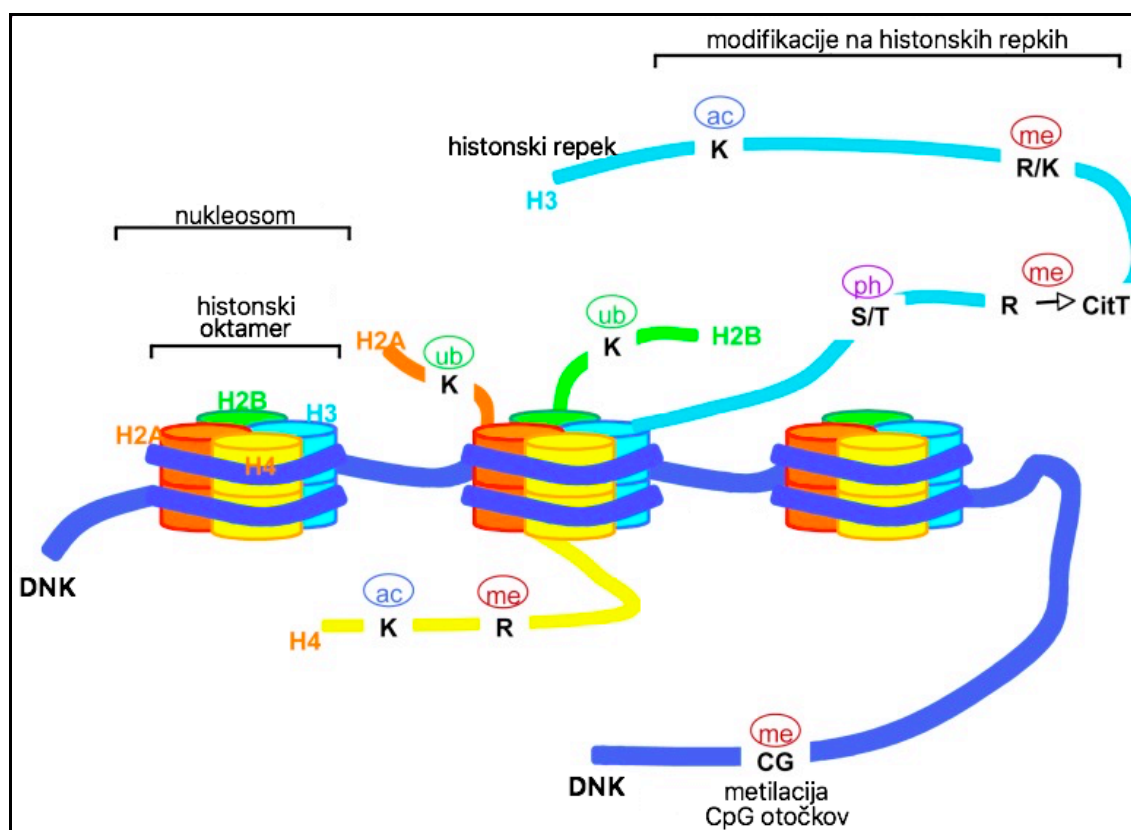 modifikacije na histonskih repkih
ac
K
me
R/K
histonski repek
H3
nukleosom
histonski
oktamer
ph
S/T
me
R
CitT
H2A
ub
K
ub
K
H2B
H2B
H3
H2A
H4
DNK
ac
K
me
R
H4
me
CG
DNK
metilacija
CpG otočkov